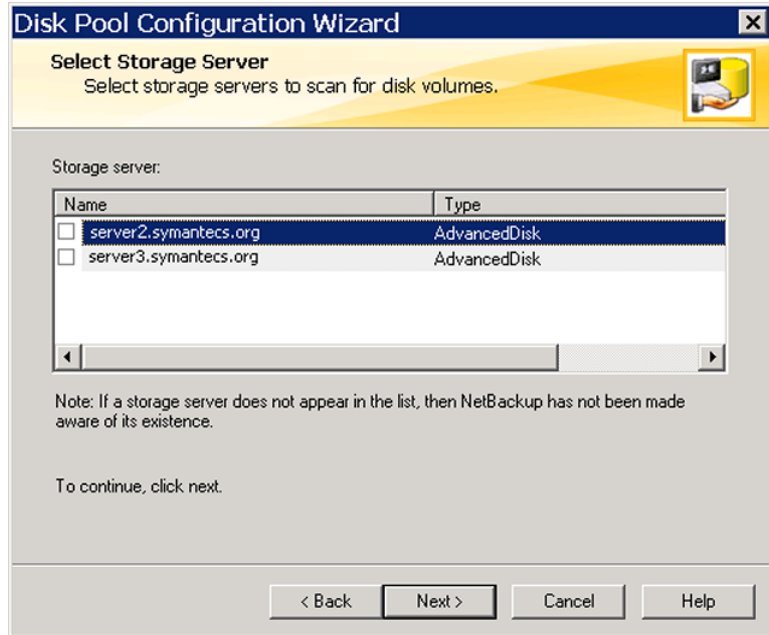 Disk Pool Configuration Wizard
Select Storage Server
Select storage servers to scan for disk volumes.
Storage server:
Name Type
server2.symantecs.org AdvancedDisk
server3.symantecs.org AdvancedDisk
Note: If a storage server does not appear in the list, then NetBackup has not been made
aware of its existence.
To continue, click next.
< Back Next > Cancel Help